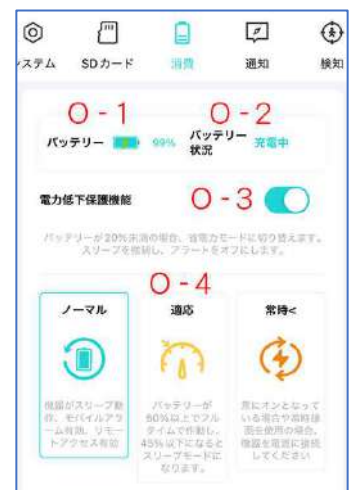 ステム SDカード 消費 通知 検知
O-1 O-2
バッテリー 99% バッテリー状況 充電中
電力低下保護機能 O-3
バッテリーが20%未満の場合、省電力モードに切り替えます。
スリープを強制し、アラートをオフにします。
O-4
ノーマル 適応 常時<
機器がスリープ動
作、モバイルアラ
ーム有効、リモー
トアクセス有効
バッテリーが
50%以上でフル
タイムで作動し、
45%以下になると
スリープモードに
なります。
常にオンとなって
いる場合や
を使用の場合、
機器を電源に接続
してください